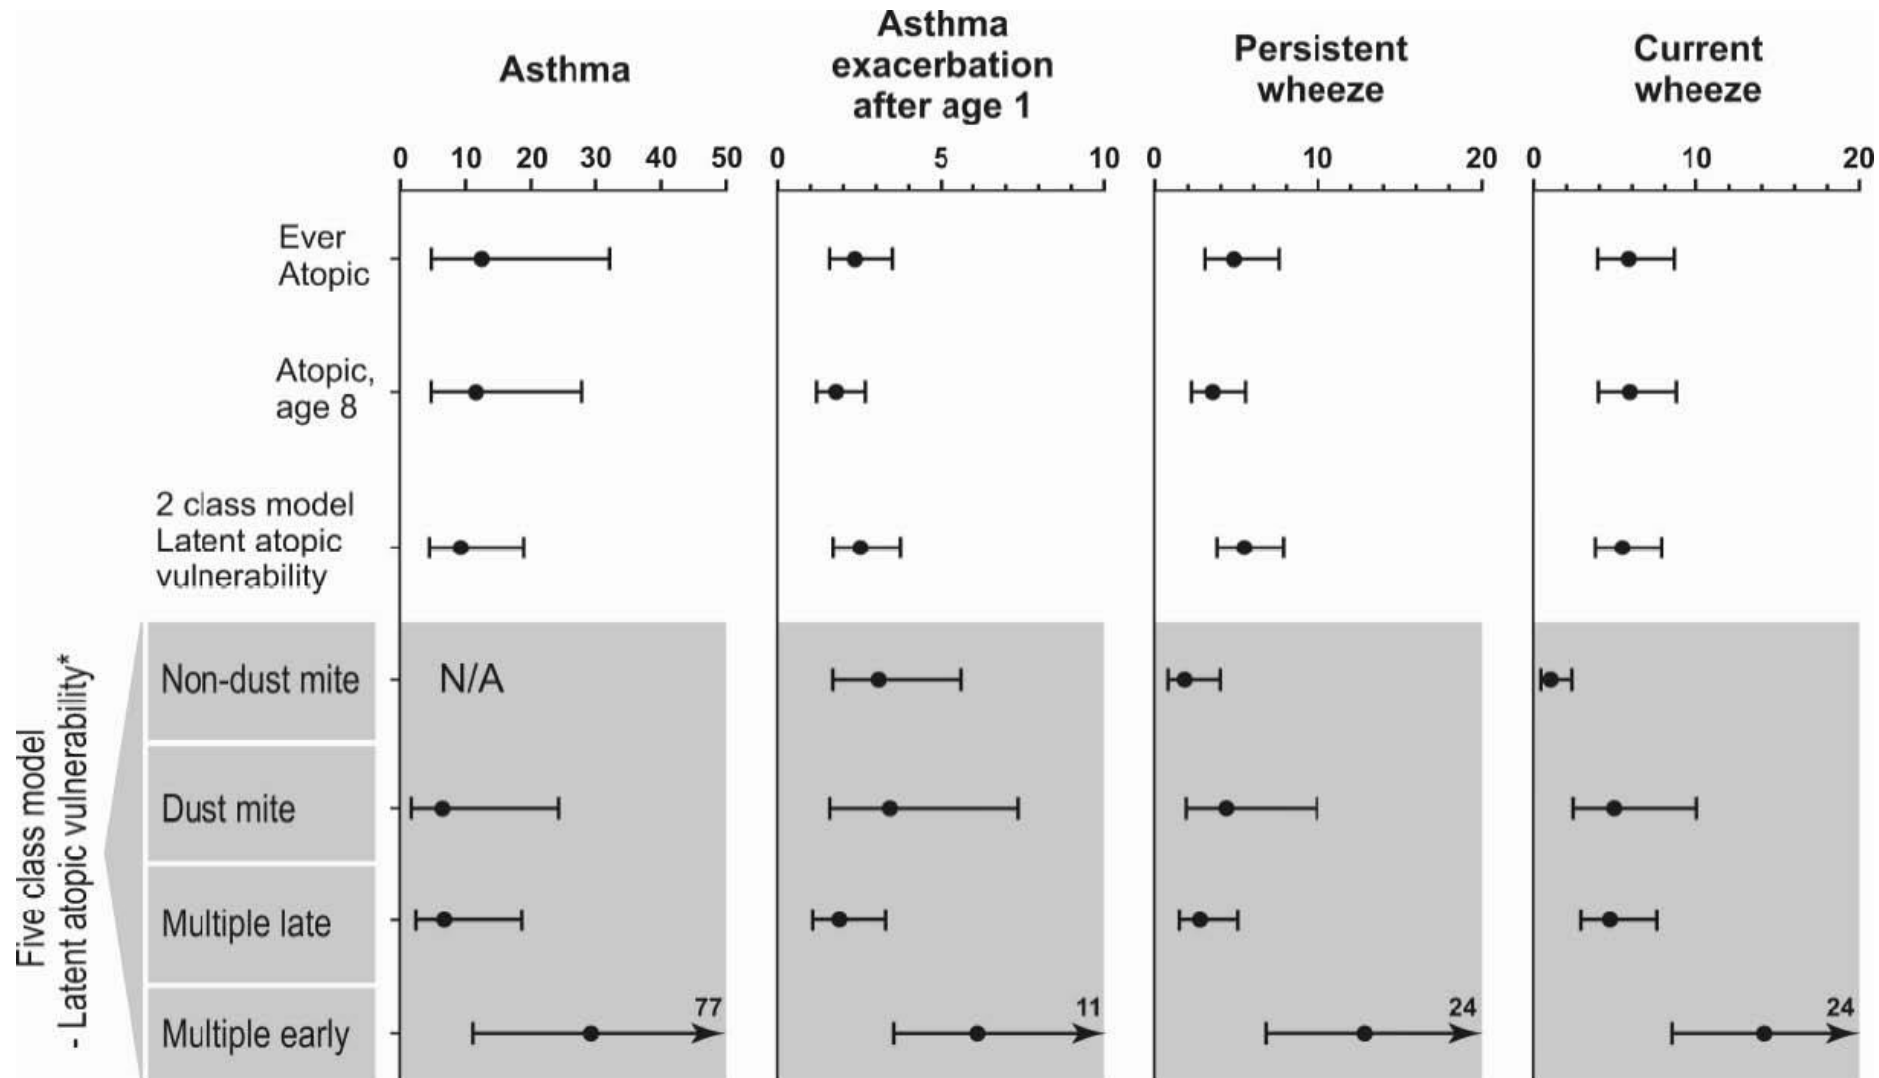 Asthma
Asthma
exacerbation
after age 1
Persistent
wheeze
Current
wheeze
0 10 20 30 40 50
0 5 10
0 10 20
0 10 20
Ever
Atopic
Atopic,
age 8
2 class model
Latent atopic
vulnerability
Five class model
- Latent atopic vulnerability*
Non-dust mite
N/A
Dust mite
Multiple late
Multiple early
77
11
24
24